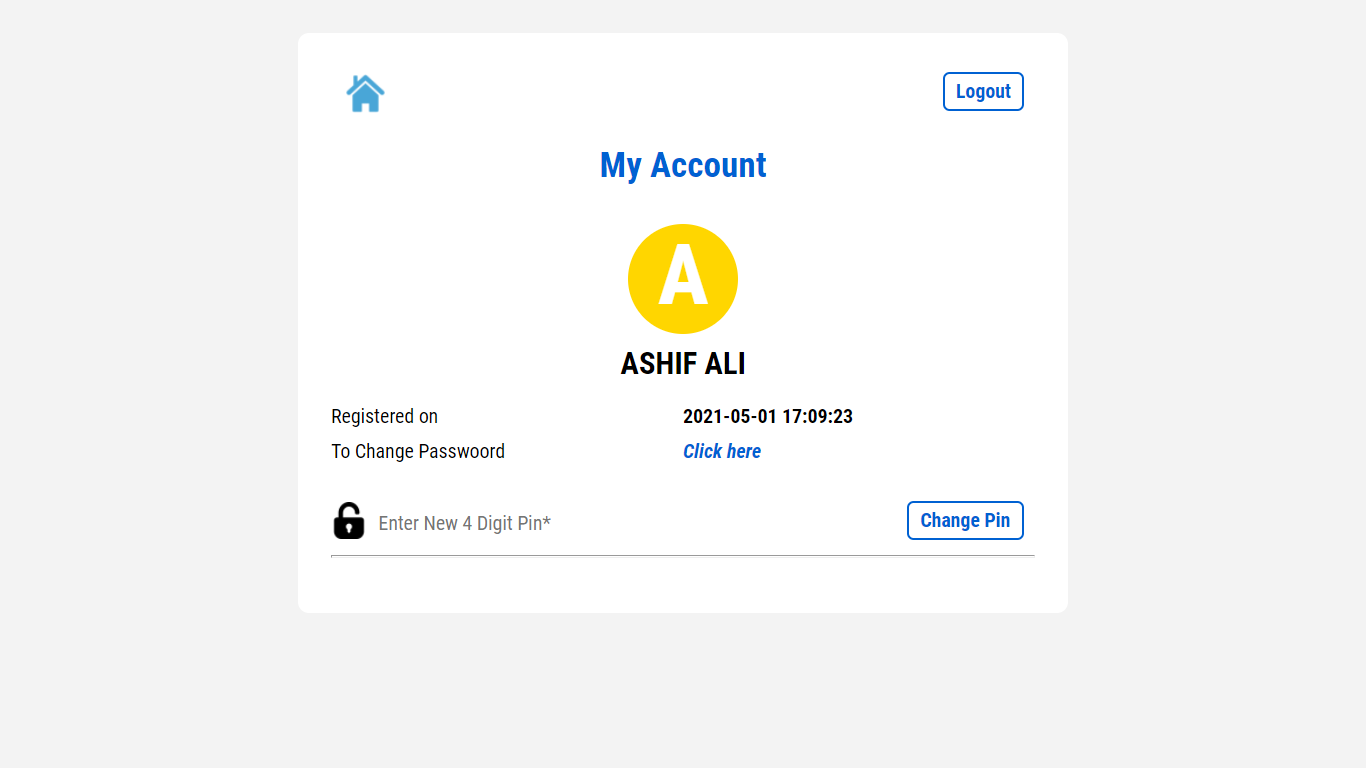 Logout
My Account
A
ASHIF ALI
Registered on 2021-05-01 17:09:23
To Change Passwoord Click here
Enter New 4 Digit Pin* Change Pin